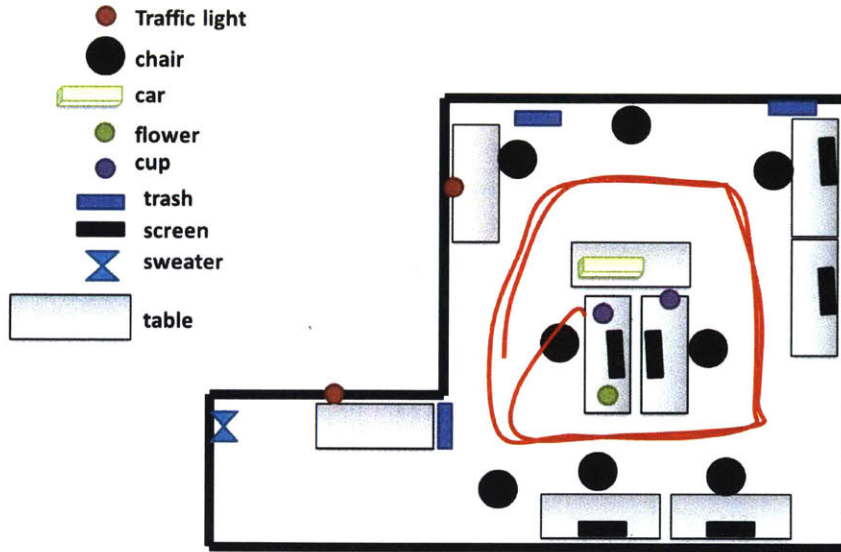 Traffic light
chair
car
flower
cup
trash
screen
sweater
table